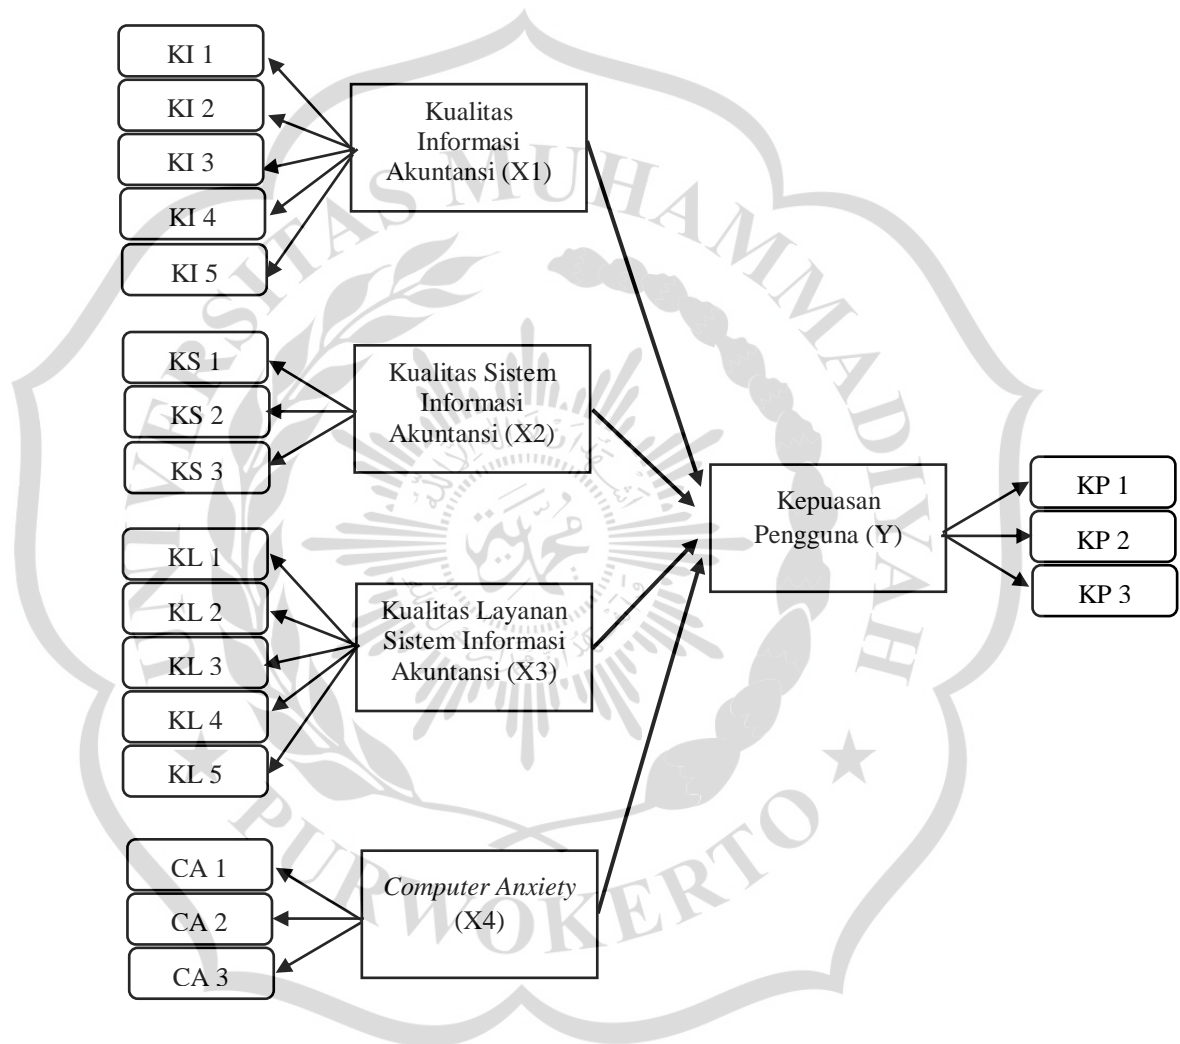 KI 1
KI 2
KI 3
KI 4
KI 5
Kualitas
Informasi
Akuntansi (X1)
KS 1
KS 2
KS 3
Kualitas Sistem
Informasi
Akuntansi (X2)
KL 1
KL 2
KL 3
KL 4
KL 5
Kualitas Layanan
Sistem Informasi
Akuntansi (X3)
CA 1
CA 2
CA 3
Computer Anxiety
(X4)
Kepuasan
Pengguna (Y)
KP 1
KP 2
KP 3
UNIVERSITAS MUHAMMADIYAH
PURWOKERTO